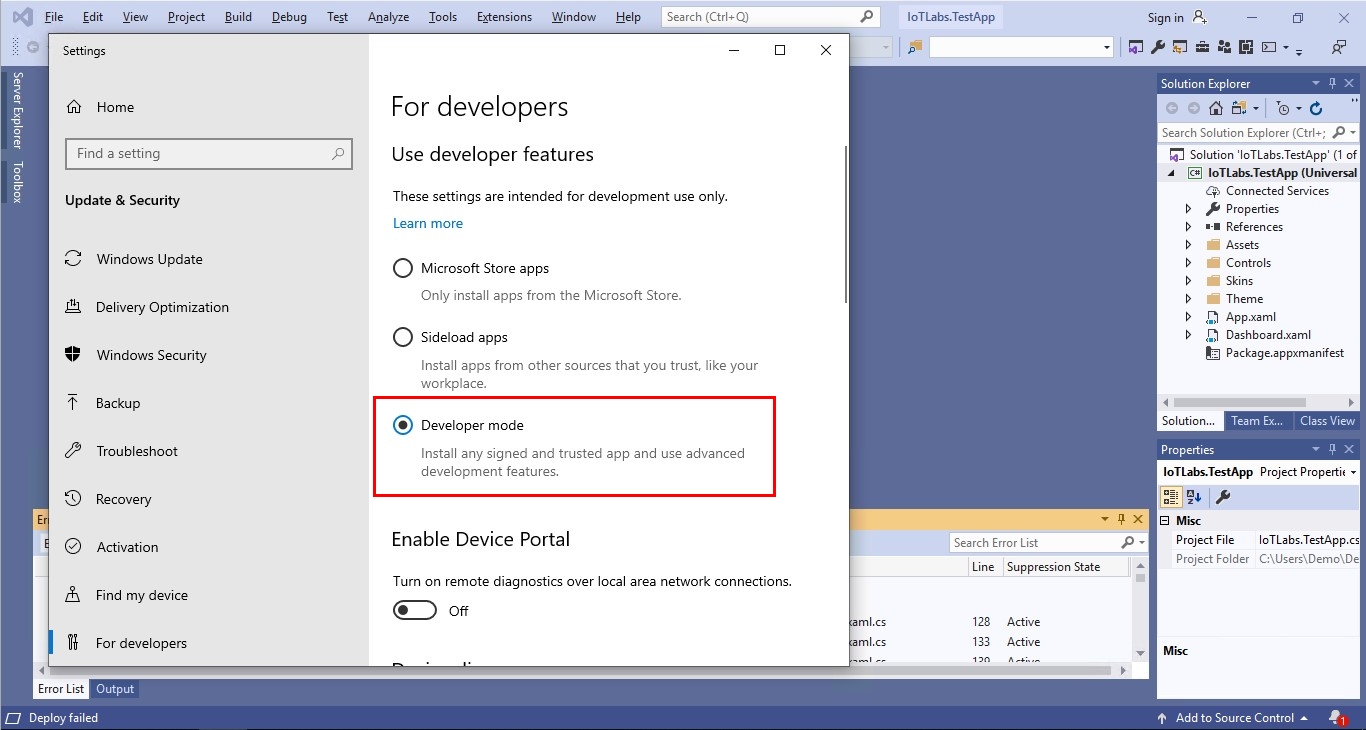 File Edit View Project Build Debug Test Analyze Tools Extensions Window Help Search (Ctrl+Q) IoTLabs.TestApp Sign in
Server Explorer
Toolbox
Settings
Home
Find a setting
Update & Security
Windows Update
Delivery Optimization
Windows Security
Backup
Troubleshoot
Recovery
Activation
Find my device
For developers
For developers
Use developer features
These settings are intended for development use only.
Learn more
Microsoft Store apps
Only install apps from the Microsoft Store.
Sideload apps
Install apps from other sources that you trust, like your
workplace.
Developer mode
Install any signed and trusted app and use advanced
development features.
Enable Device Portal
Turn on remote diagnostics over local area network connections.
Off
Solution Explorer
Search Solution Explorer (Ctrl+;
Solution 'IoTLabs.TestApp' (1 of
C# IoTLabs.TestApp (Universal
Connected Services
Properties
References
Assets
Controls
Skins
Theme
App.xaml
Dashboard.xaml
Package.appxmanifest
Solution... Team Ex... Class View
Properties
IoTLabs.TestApp Project Properti
Misc
Project File IoTLabs.TestApp.cs
Project Folder C:\Users\Demo\De
Misc
Search Error List
Line Suppression State
xaml.cs 128 Active
xaml.cs 133 Active
xaml.cs 139 Active
Error List Output
Deploy failed
Add to Source Control
1